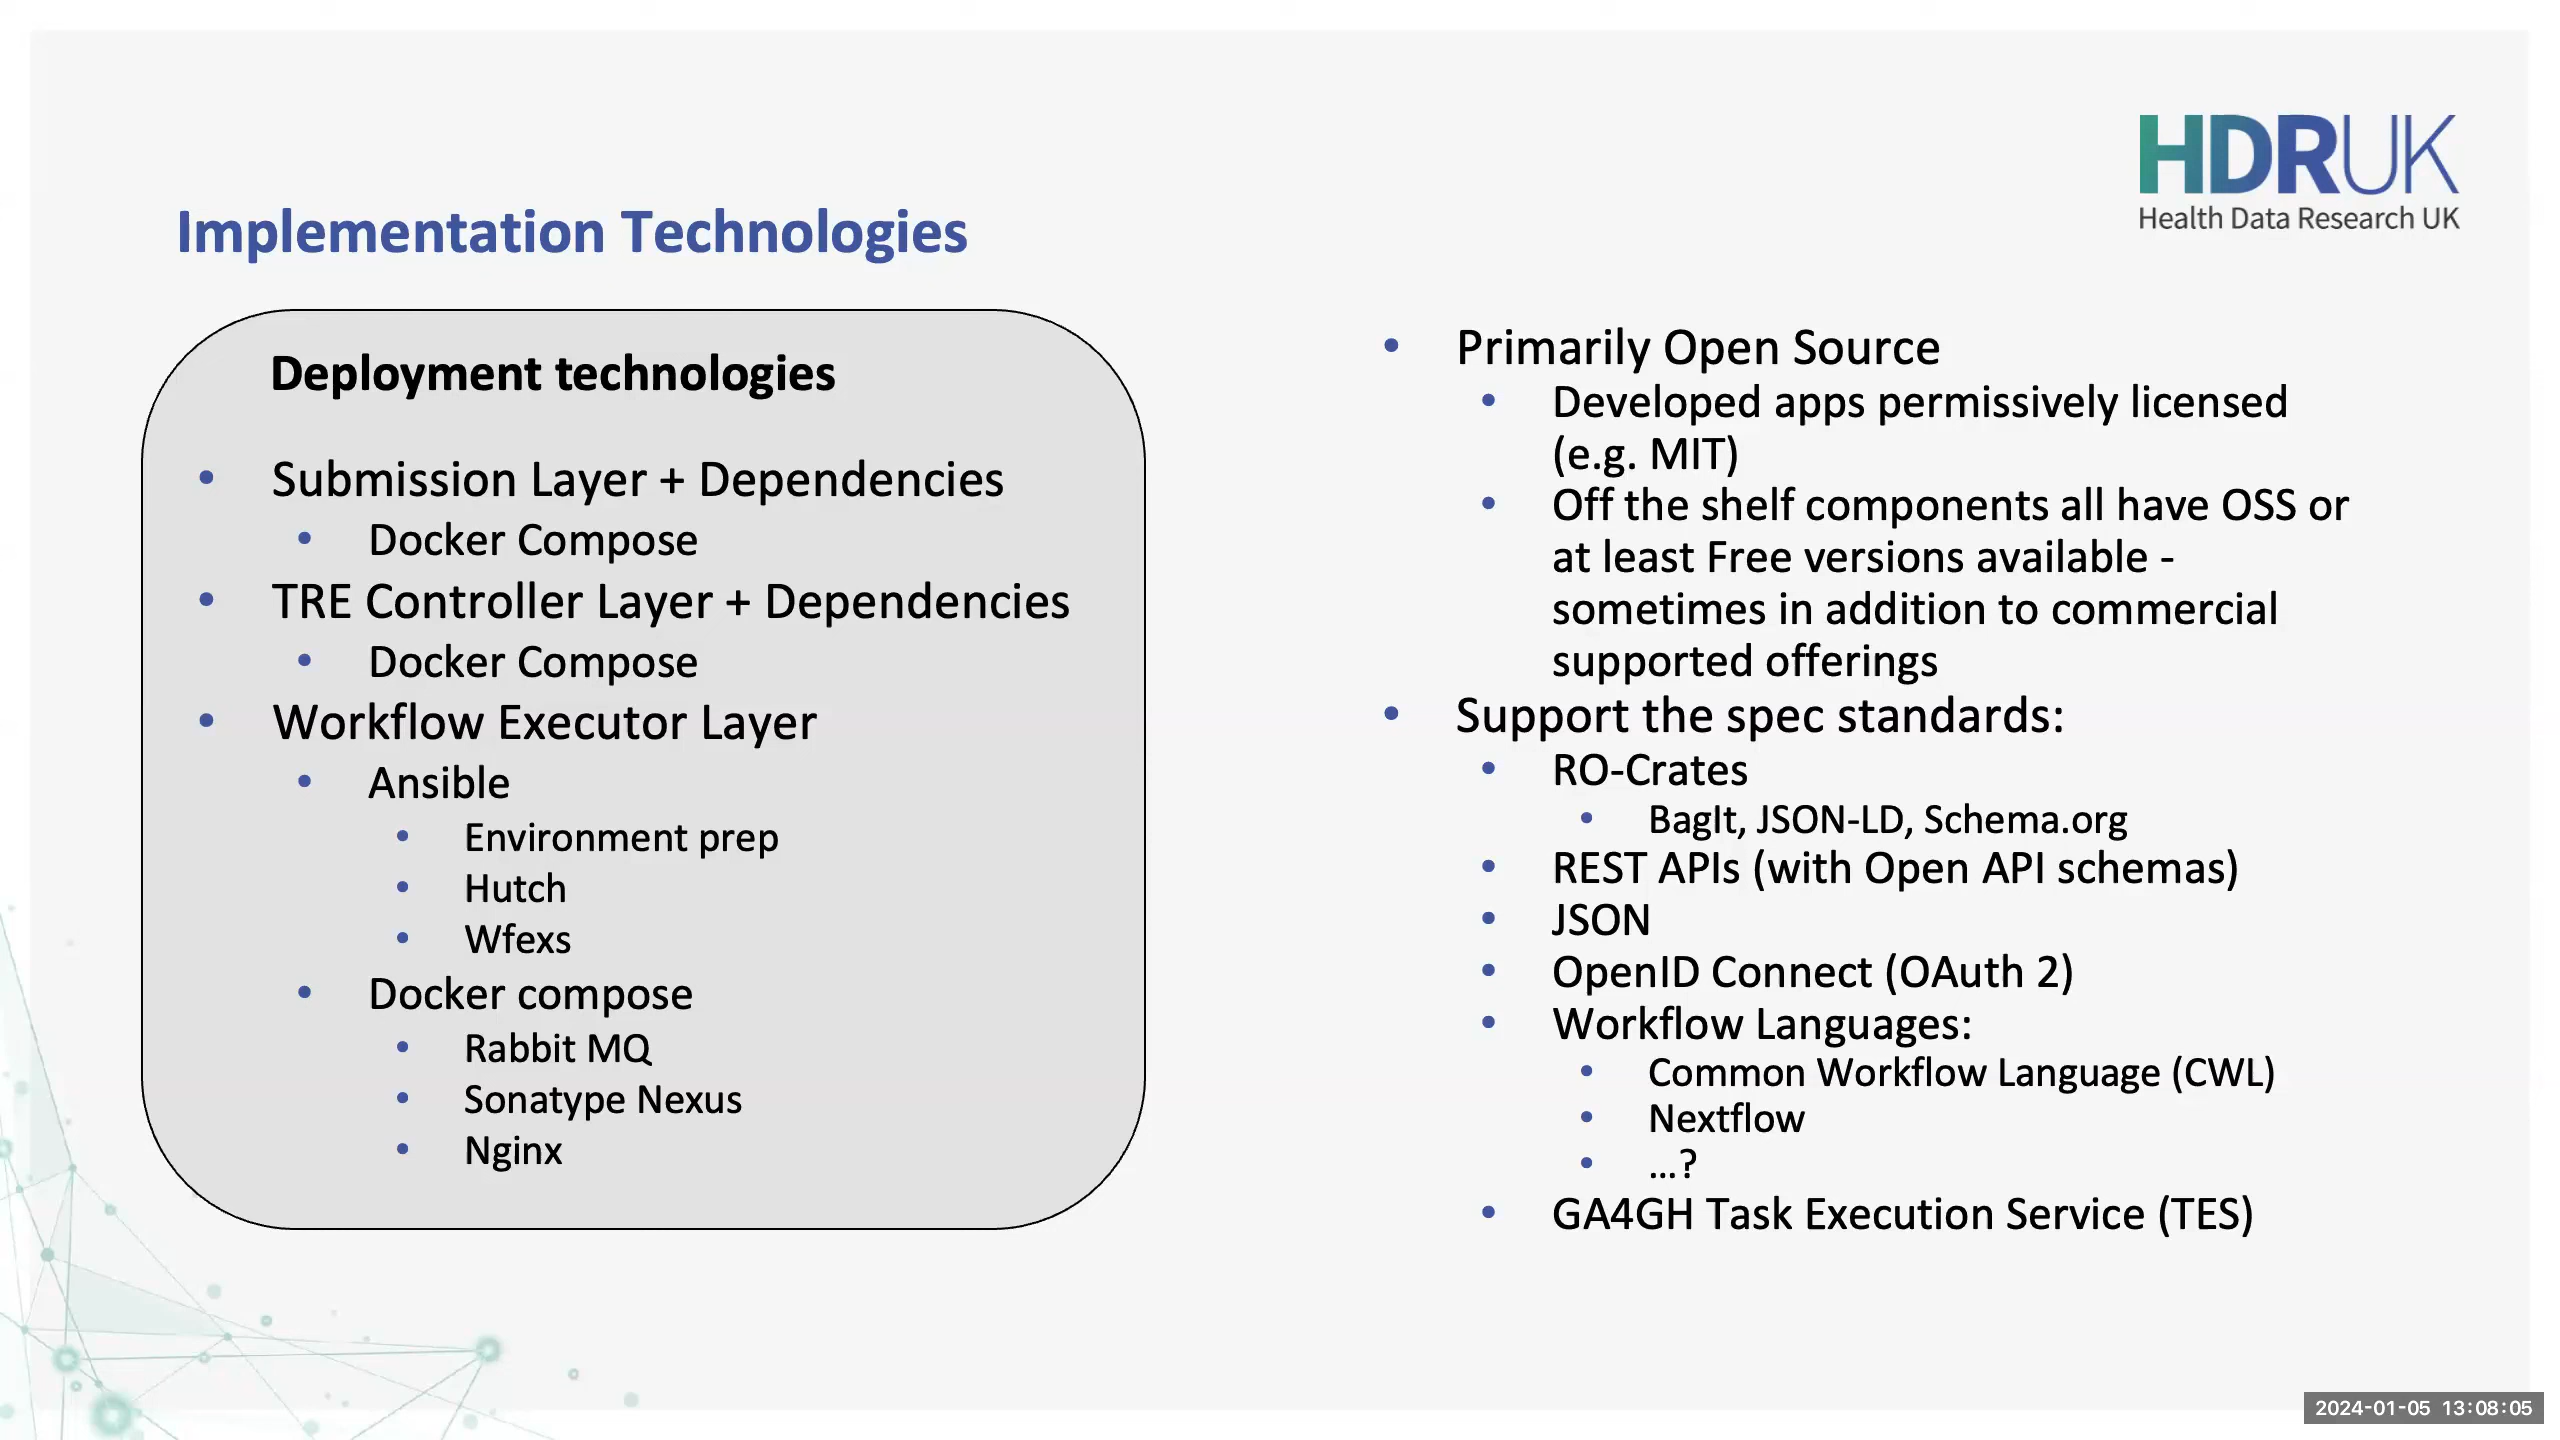 HDRUK
Health Data Research UK
Implementation Technologies
Deployment technologies
• Submission Layer + Dependencies
• Docker Compose
• TRE Controller Layer + Dependencies
• Docker Compose
• Workflow Executor Layer
• Ansible
• Environment prep
• Hutch
• Wfexs
• Docker compose
• Rabbit MQ
• Sonatype Nexus
• Nginx
• Primarily Open Source
• Developed apps permissively licensed
(e.g. MIT)
• Off the shelf components all have OSS or
at least Free versions available -
sometimes in addition to commercial
supported offerings
• Support the spec standards:
• RO-Crates
• BagIt, JSON-LD, Schema.org
• REST APIs (with Open API schemas)
• JSON
• OpenID Connect (OAuth 2)
• Workflow Languages:
• Common Workflow Language (CWL)
• Nextflow
• ...?
• GA4GH Task Execution Service (TES)
2024-01-05 13:08:05